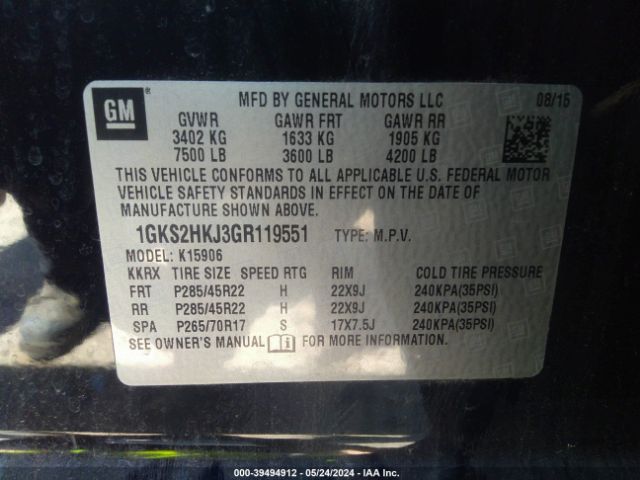 GM ®
MFD BY GENERAL MOTORS LLC 08/15
GVWR GAWR FRT GAWR RR
3402 KG 1633 KG 1905 KG
7500 LB 3600 LB 4200 LB
THIS VEHICLE CONFORMS TO ALL APPLICABLE U.S. FEDERAL MOTOR
VEHICLE SAFETY STANDARDS IN EFFECT ON THE DATE OF
MANUFACTURE SHOWN ABOVE.
1GKS2HKJ3GR119551 TYPE: M.P.V.
MODEL: K15906
KKRX TIRE SIZE SPEED RTG RIM COLD TIRE PRESSURE
FRT P285/45R22 H 22X9J 240KPA(35PSI)
RR P285/45R22 H 22X9J 240KPA(35PSI)
SPA P265/70R17 S 17X7.5J 240KPA(35PSI)
SEE OWNER'S MANUAL i FOR MORE INFORMATION.
000-39494912 - 05/24/2024 - IAA Inc.